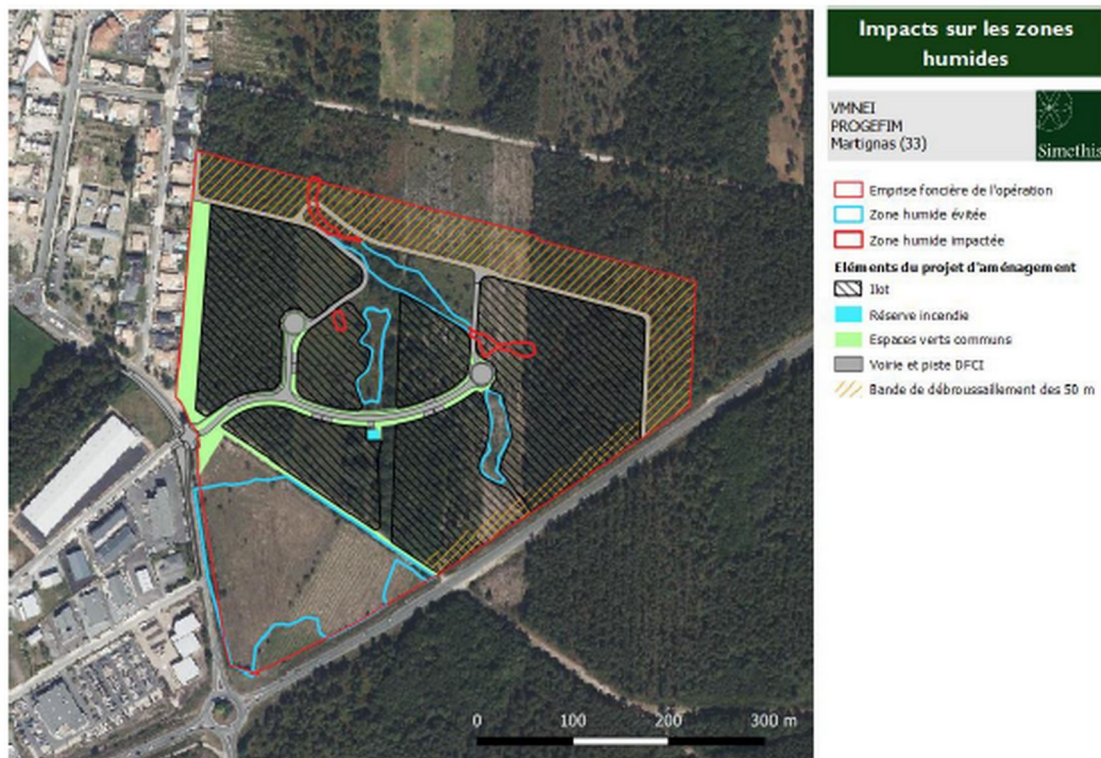 Impacts sur les zones
humides
VMNEI
PROGEFIM
Martignas (33)
Simethis
Emprise foncière de l'opération
Zone humide évitée
Zone humide impactée
Eléments du projet d'aménagement
Ilot
Réserve incendie
Espaces verts communs
Voirie et piste DFCI
Bande de débroussaillement des 50 m
0 100 200 300 m